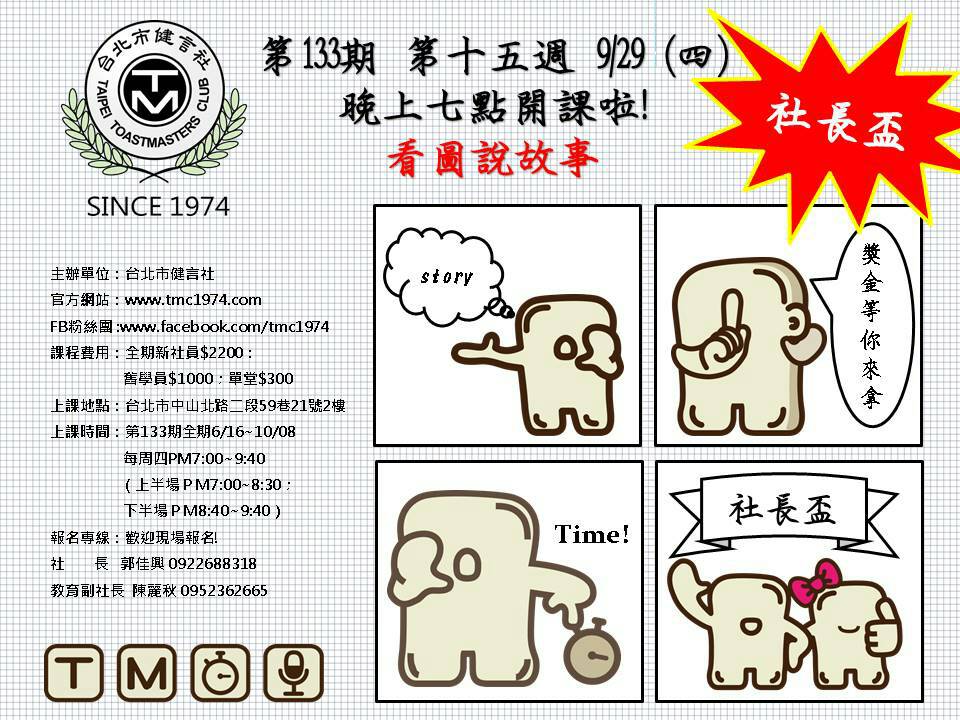 台北市健言社
TM
TAIPEI TOASTMASTERS CLUB
SINCE 1974
第133期 第十五週 9/29 (四)
晚上七點開課啦!
看圖說故事
社長盃
主辦單位：台北市健言社
官方網站：www.tmc1974.com
FB粉絲團:www.facebook.com/tmc1974
課程費用：全期新社員$2200；
舊學員$1000；單堂$300
上課地點：台北市中山北路二段59巷21號2樓
上課時間：第133期全期6/16~10/08
每周四PM7:00~9:40
(上半場PM7:00~8:30；
下半場PM8:40~9:40)
報名專線：歡迎現場報名!
社 長 郭佳興 0922688318
教育副社長 陳麗秋 0952362665
T M
story
獎金等你來拿
Time!
社長盃